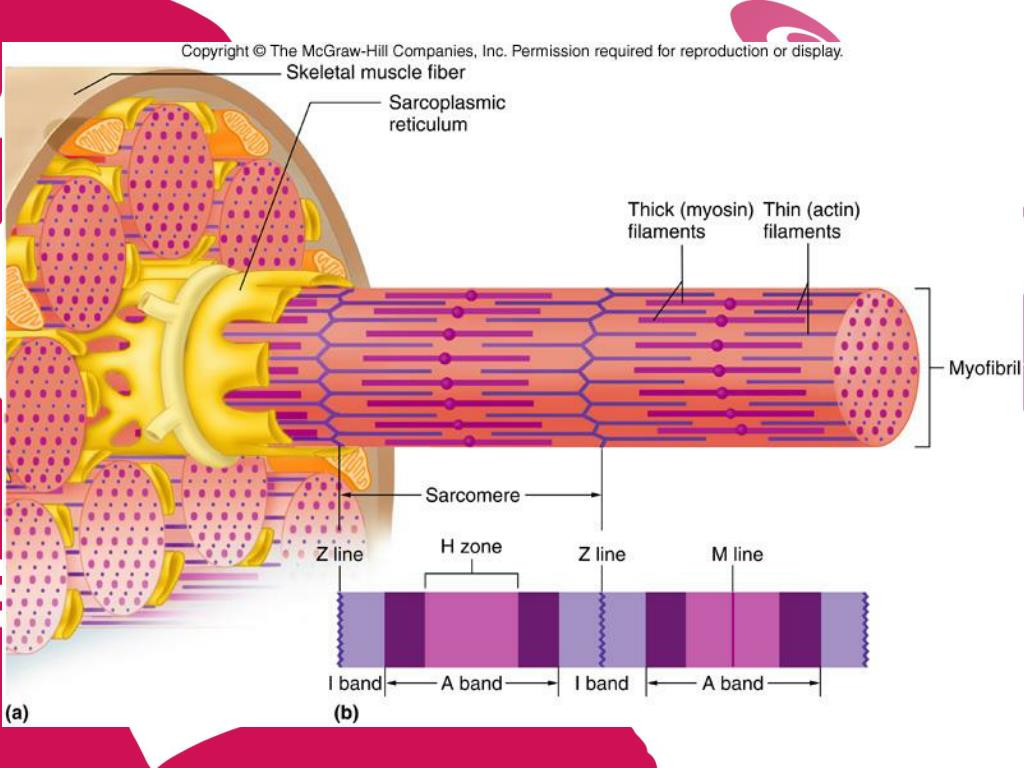 Copyright © The McGraw-Hill Companies, Inc. Permission required for reproduction or display.
Skeletal muscle fiber
Sarcoplasmic
reticulum
Thick (myosin)
filaments
Thin (actin)
filaments
Myofibril
Sarcomere
Z line
H zone
Z line
M line
I band
A band
I band
A band
(a)
(b)